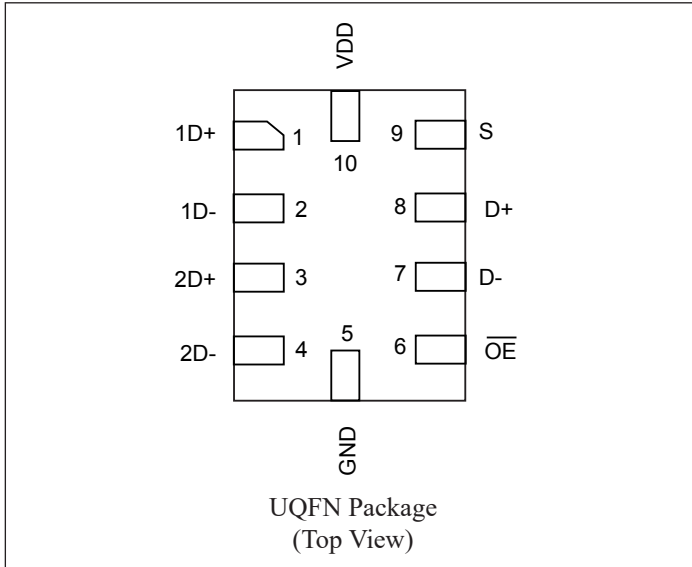 VDD
1D+ 1 10 9 S
1D- 2 8 D+
2D+ 3 7 D-
2D- 4 5 6 O̅E̅
GND
UQFN Package
(Top View)